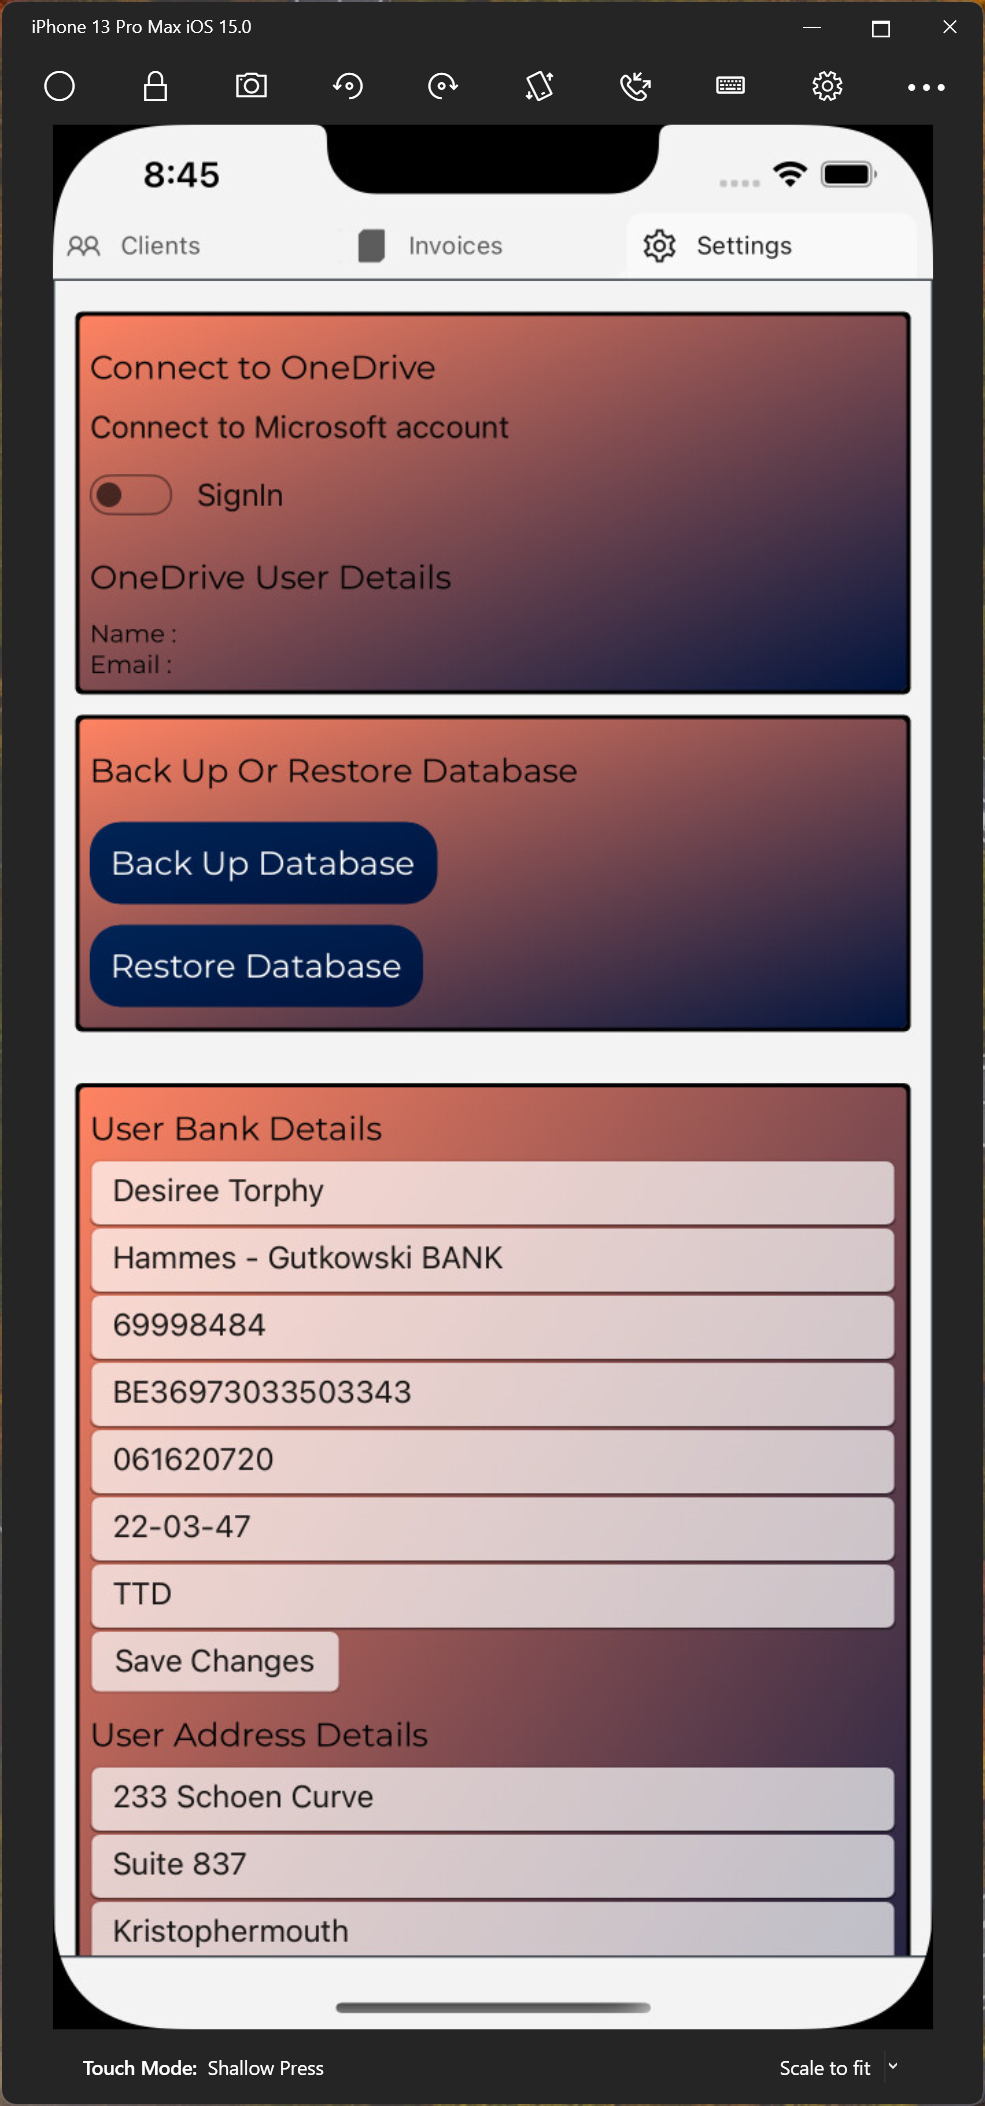 iPhone 13 Pro Max iOS 15.0
8:45
Clients Invoices Settings
Connect to OneDrive
Connect to Microsoft account
SignIn
OneDrive User Details
Name :
Email :
Back Up Or Restore Database
Back Up Database
Restore Database
User Bank Details
Desiree Torphy
Hammes - Gutkowski BANK
69998484
BE36973033503343
061620720
22-03-47
TTD
Save Changes
User Address Details
233 Schoen Curve
Suite 837
Kristophermouth
Touch Mode: Shallow Press Scale to fit